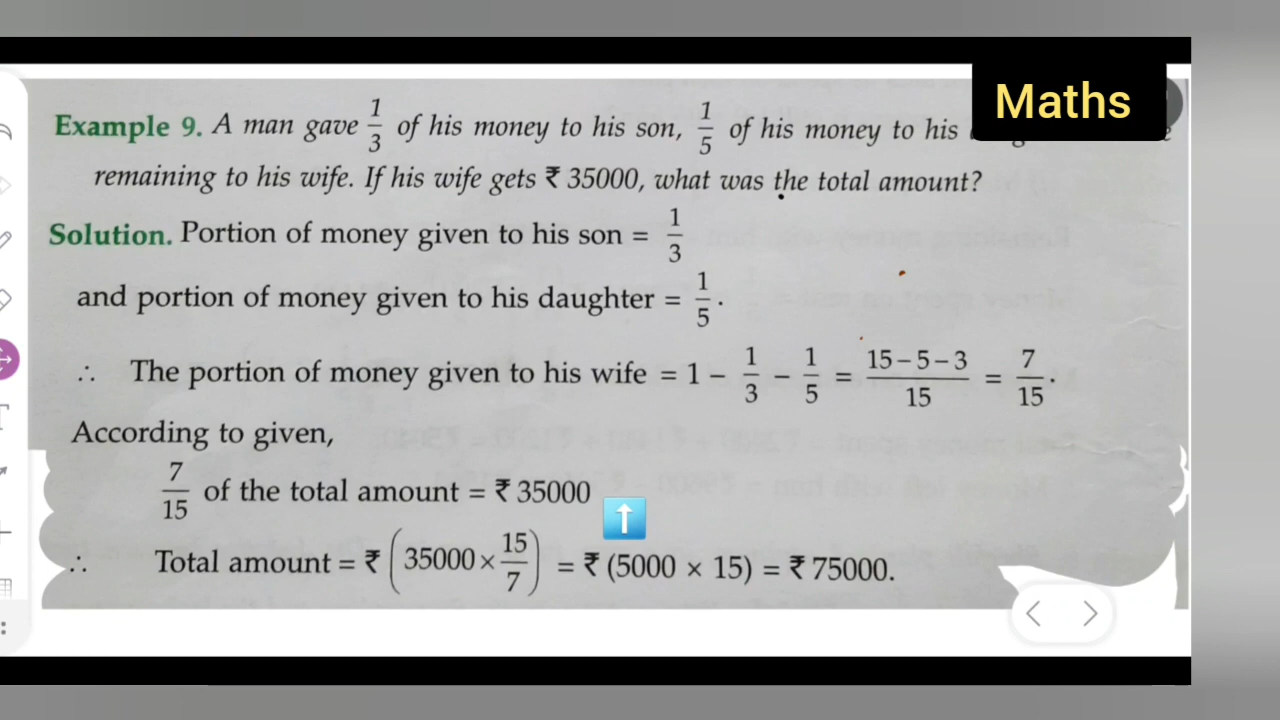 Maths
Example 9. A man gave 1/3 of his money to his son, 1/5 of his money to his
remaining to his wife. If his wife gets ₹ 35000, what was the total amount?
Solution. Portion of money given to his son = 1/3
and portion of money given to his daughter = 1/5.
∴ The portion of money given to his wife = 1 − 1/3 − 1/5 = 15 − 5 − 3/15 = 7/15.
According to given,
7/15 of the total amount = ₹ 35000
∴ Total amount = ₹ (35000 × 15/7) = ₹ (5000 × 15) = ₹ 75000.